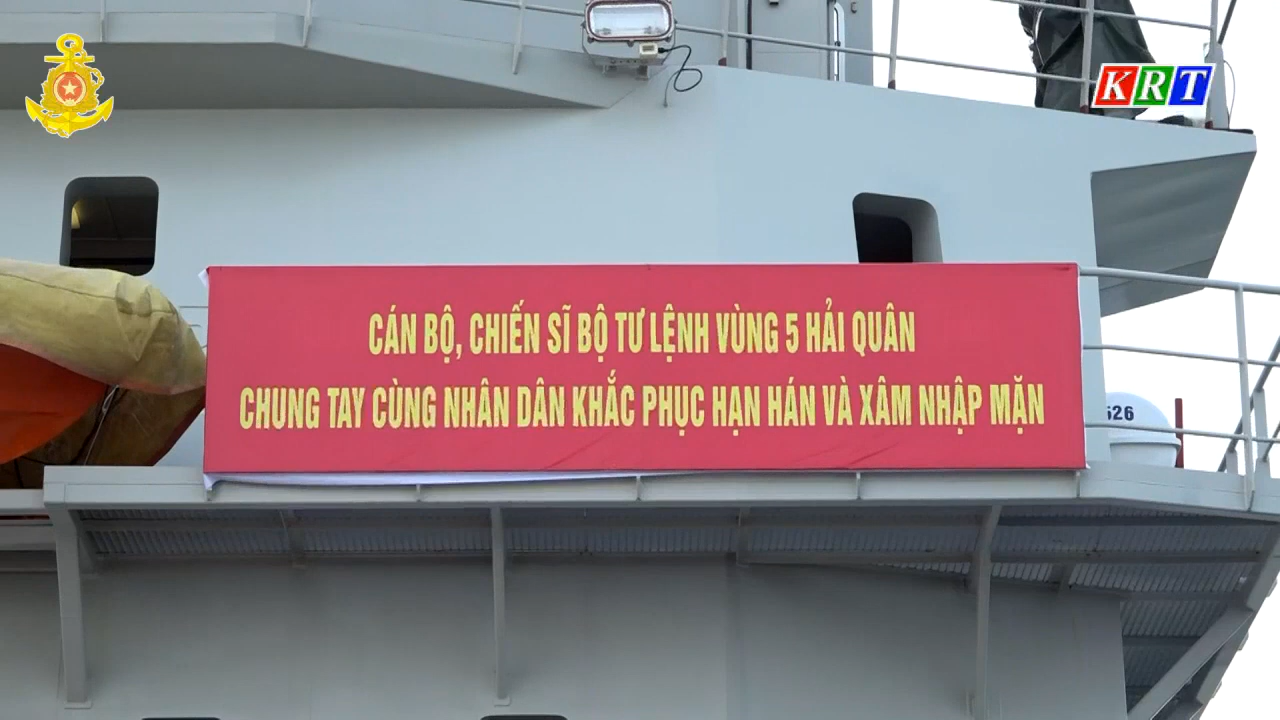 KRT
CÁN BỘ, CHIẾN SĨ BỘ TƯ LỆNH VÙNG 5 HẢI QUÂN
CHUNG TAY CÙNG NHÂN DÂN KHẮC PHỤC HẠN HÁN VÀ XÂM NHẬP MẶN
526